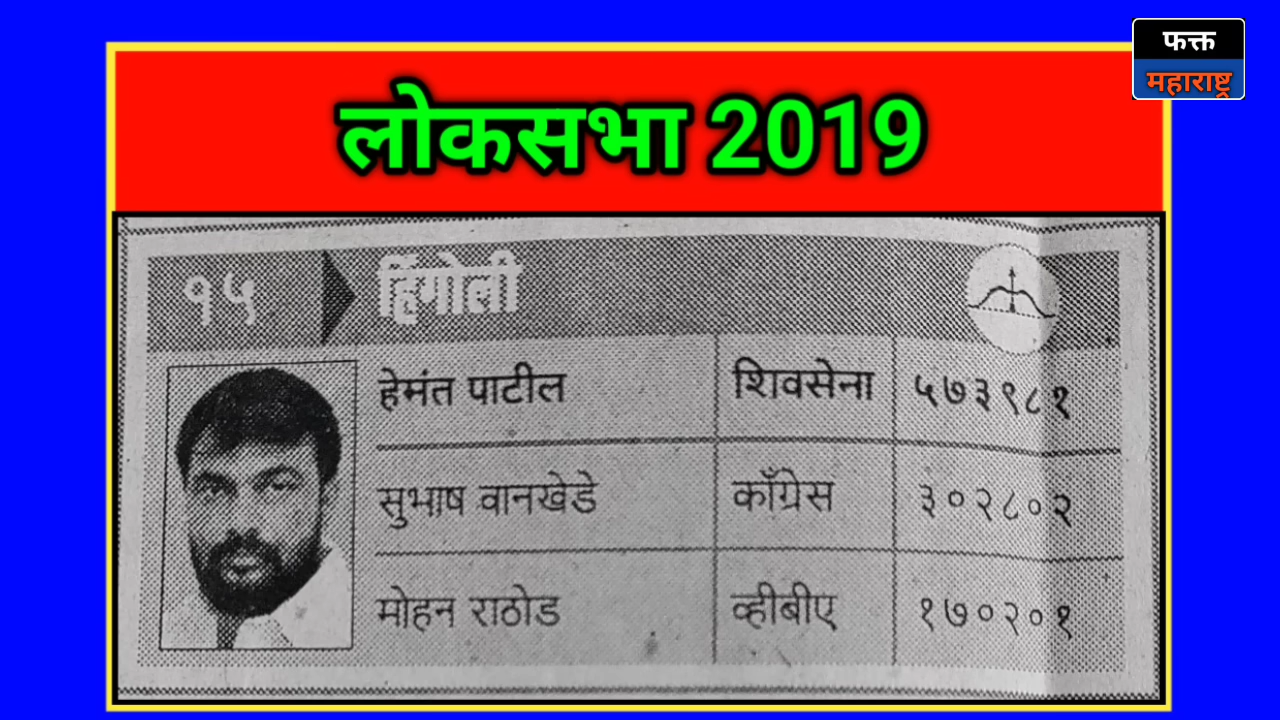 फक्त
महाराष्ट्र
लोकसभा 2019
१५ हिंगोली
हेमंत पाटील शिवसेना ५७३९८१
सुभाष वानखेडे काँग्रेस ३०२८०२
मोहन राठोड व्हीबीए १७०२०१